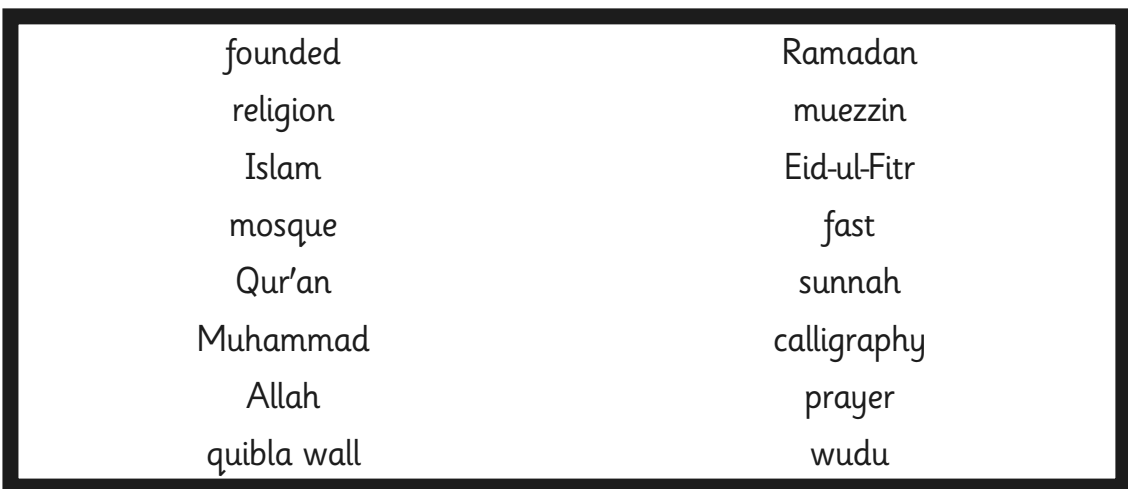 founded
religion
Islam
mosque
Qur'an
Muhammad
Allah
quibla wall
Ramadan
muezzin
Eid-ul-Fitr
fast
sunnah
calligraphy
prayer
wudu